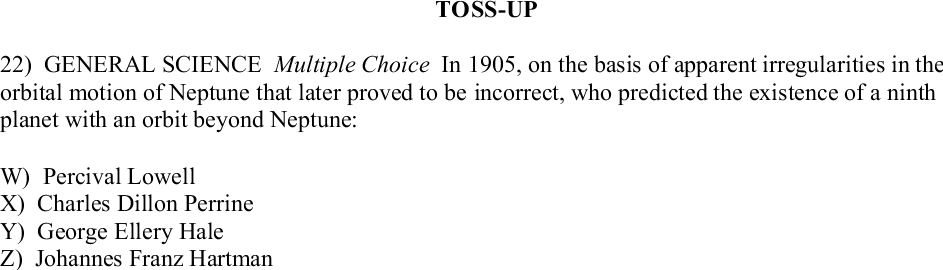 TOSS-UP
22) GENERAL SCIENCE Multiple Choice In 1905, on the basis of apparent irregularities in the
orbital motion of Neptune that later proved to be incorrect, who predicted the existence of a ninth
planet with an orbit beyond Neptune:
W) Percival Lowell
X) Charles Dillon Perrine
Y) George Ellery Hale
Z) Johannes Franz Hartman